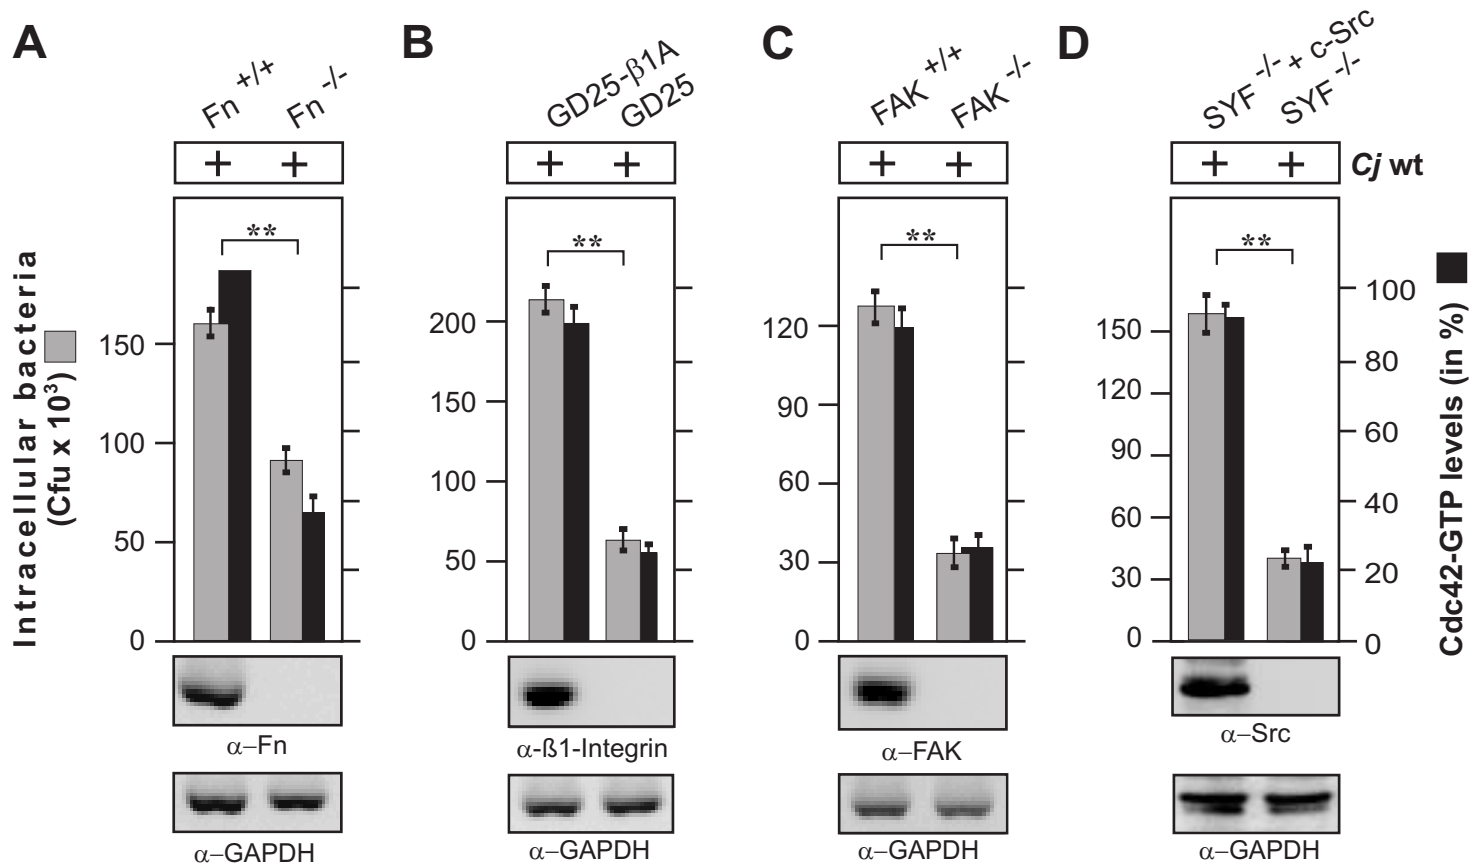 A
B
C
D
Fn +/+
Fn -/-
GD25-β1A
GD25
FAK +/+
FAK -/-
SYF -/- + c-Src
SYF -/-
+ +
+ +
+ +
+ +
Cj wt
**
**
**
**
Intracellular bacteria
(Cfu x 10³)
150
100
50
0
200
150
100
50
0
120
90
60
30
0
150
120
90
60
30
0
100
80
60
40
20
0
Cdc42-GTP levels (in %)
α–Fn
α-ß1-Integrin
α–FAK
α–Src
α–GAPDH
α–GAPDH
α–GAPDH
α–GAPDH